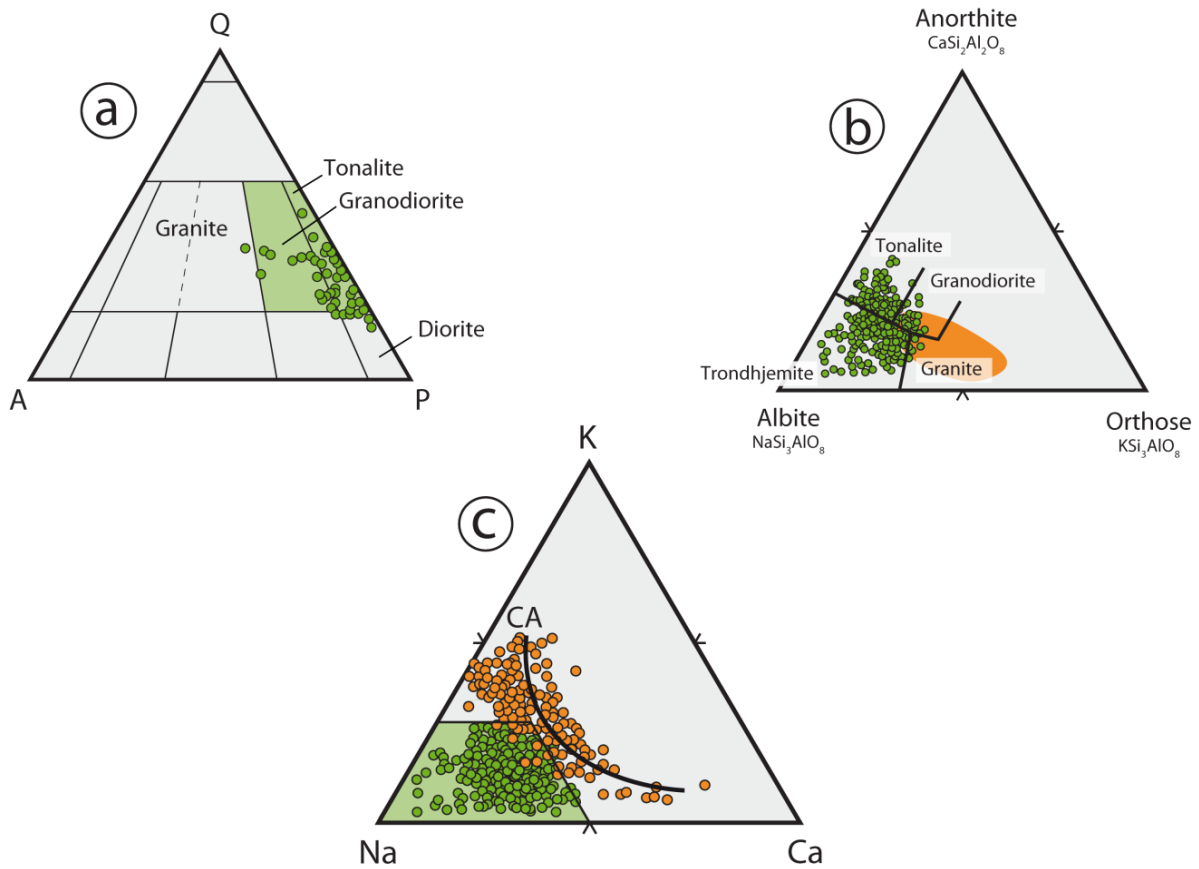 Q
a
Tonalite
Granodiorite
Granite
Diorite
A
P
Anorthite
CaSi₂Al₂O₈
b
Tonalite
Granodiorite
Trondhjemite
Granite
Albite
NaSi₃AlO₈
Orthose
KSi₃AlO₈
K
c
CA
Na
Ca